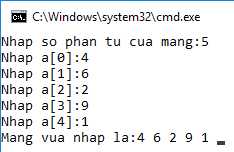 C:\Windows\system32\cmd.exe
Nhap so phan tu cua mang:5
Nhap a[0]:4
Nhap a[1]:6
Nhap a[2]:2
Nhap a[3]:9
Nhap a[4]:1
Mang vua nhap la:4 6 2 9 1